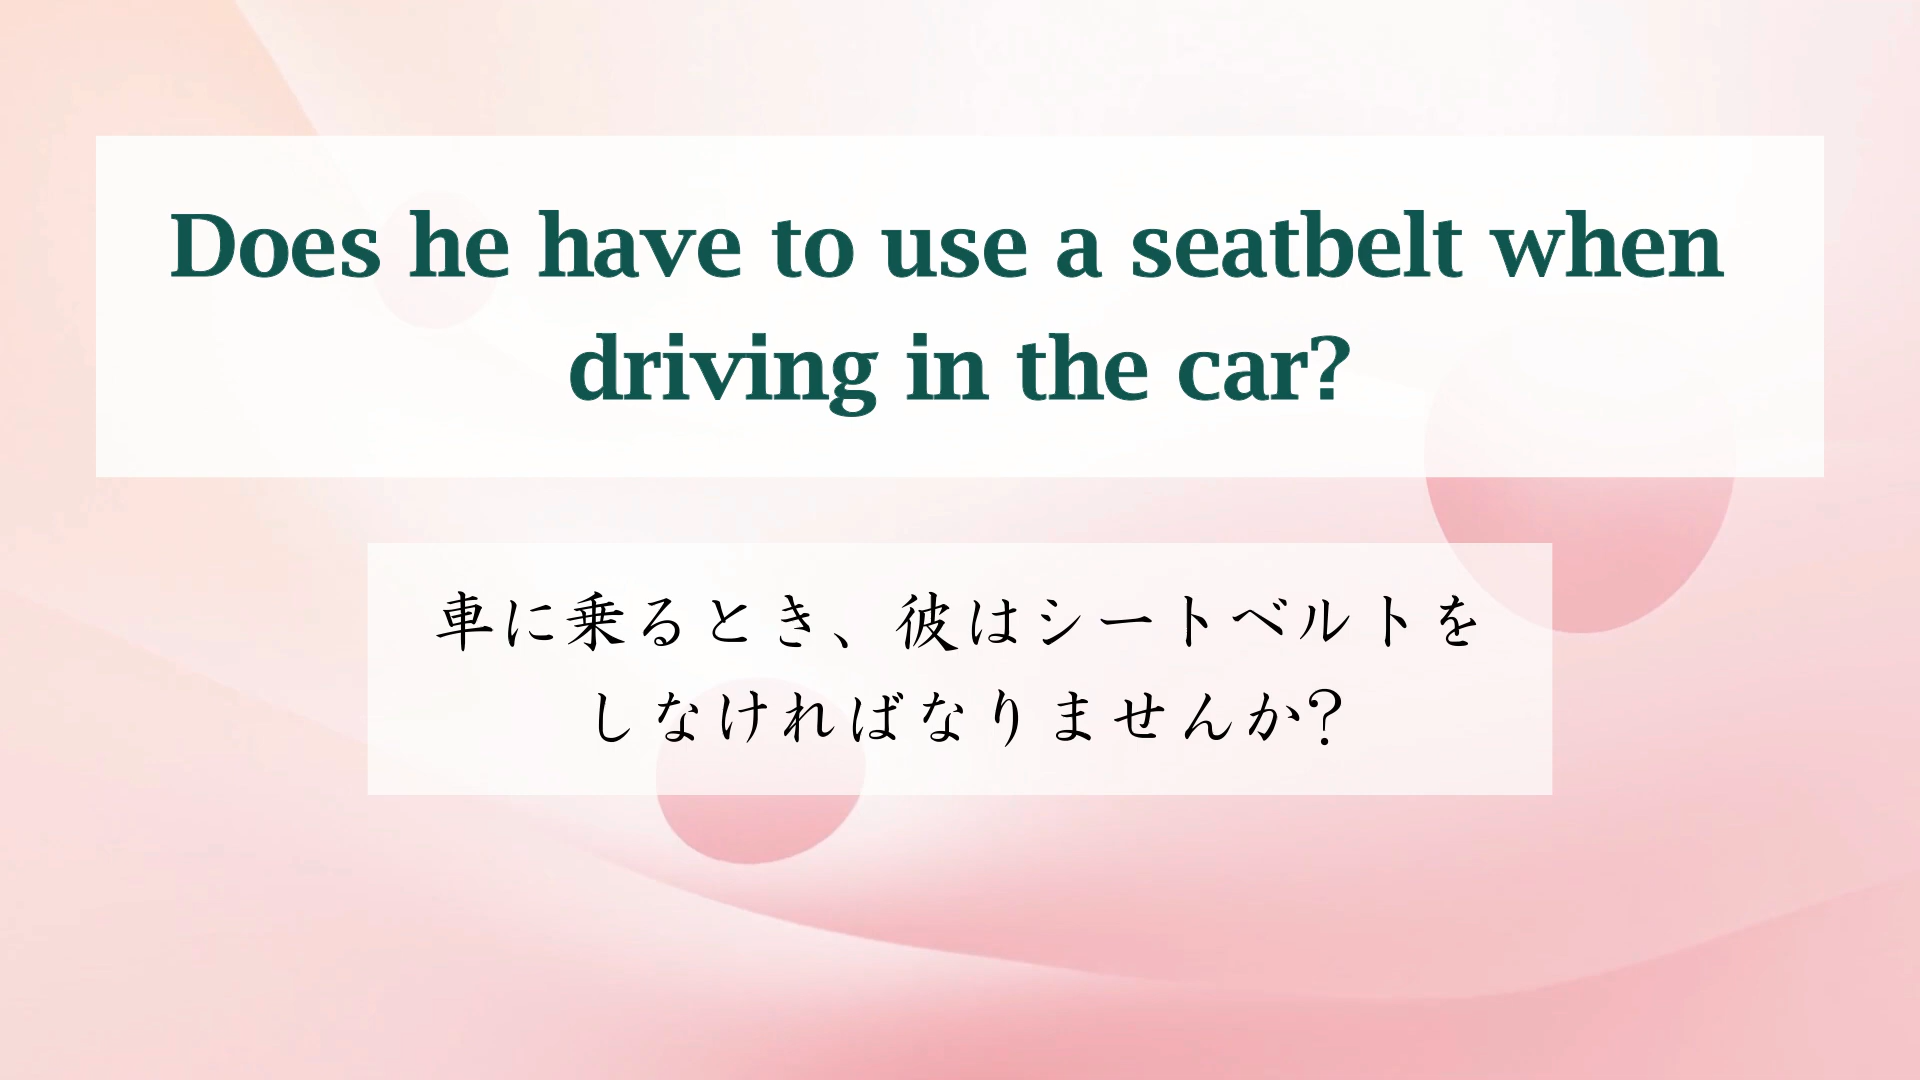 Does he have to use a seatbelt when
driving in the car?
車に乗るとき、彼はシートベルトを
しなければなりませんか?